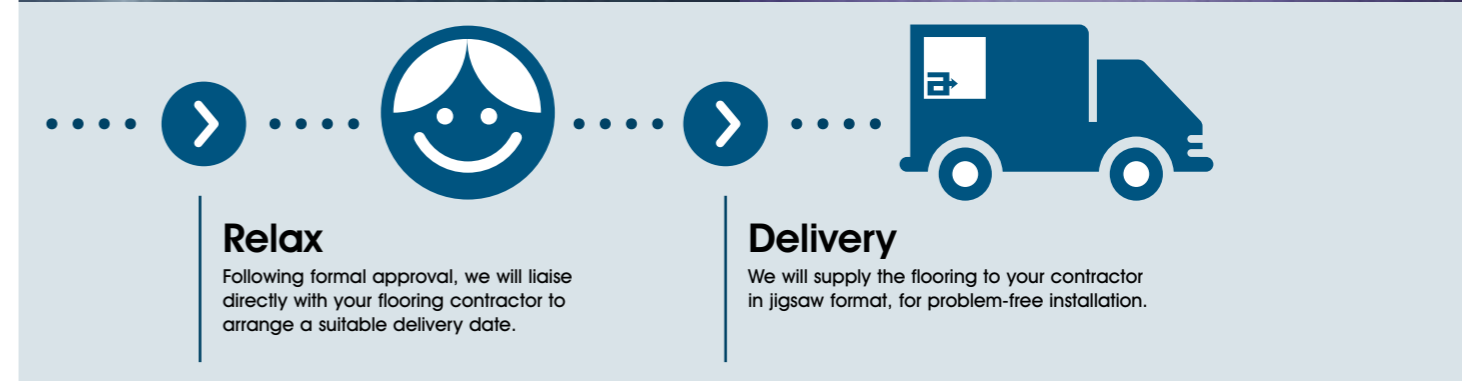 a
Relax
Following formal approval, we will liaise
directly with your flooring contractor to
arrange a suitable delivery date.
Delivery
We will supply the flooring to your contractor
in jigsaw format, for problem-free installation.